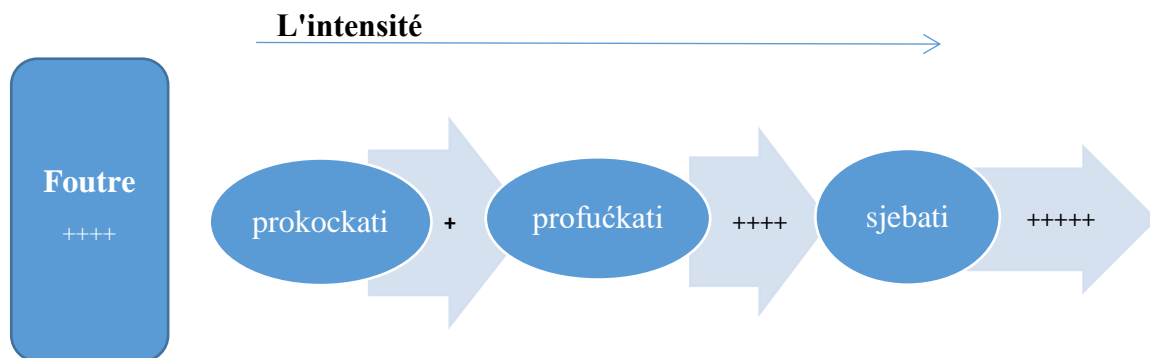 L'intensité
Foutre
++++
prokockati
+
profućkati
++++
sjebati
+++++